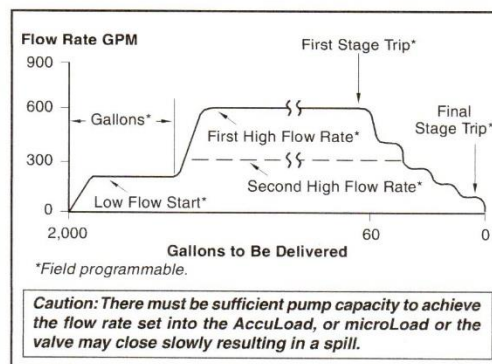 Flow Rate GPM
First Stage Trip*
900
600
300
0
Gallons*
First High Flow Rate*
Final
Stage Trip*
Second High Flow Rate*
Low Flow Start*
2,000
60
0
Gallons to Be Delivered
*Field programmable.
Caution: There must be sufficient pump capacity to achieve
the flow rate set into the AccuLoad, or microLoad or the
valve may close slowly resulting in a spill.